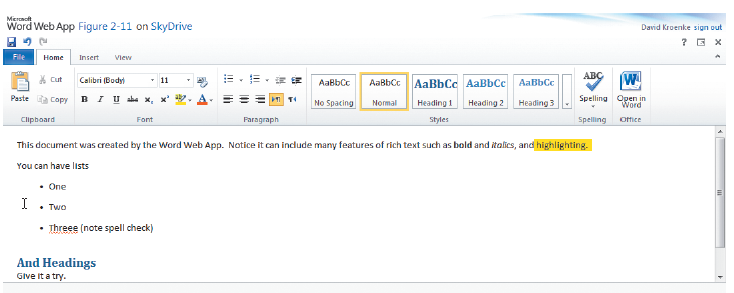 Microsoft
Word Web App Figure 2-11 on SkyDrive
David Kroenke sign out
?
File Home Insert View
Paste
Cut
Copy
Clipboard
Calibri (Body) 11
B I U abc x₂ x² ab A
Font
Paragraph
AaBbCc No Spacing
AaBbCc Normal
AaBbCc Heading 1
AaBbCc Heading 2
AaBbCc Heading 3
Styles
ABC
Spelling
Spelling
W
Open in
Word
Office
This document was created by the Word Web App. Notice it can include many features of rich text such as bold and italics, and highlighting.
You can have lists
• One
• Two
• Threee (note spell check)
And Headings
Give it a try.